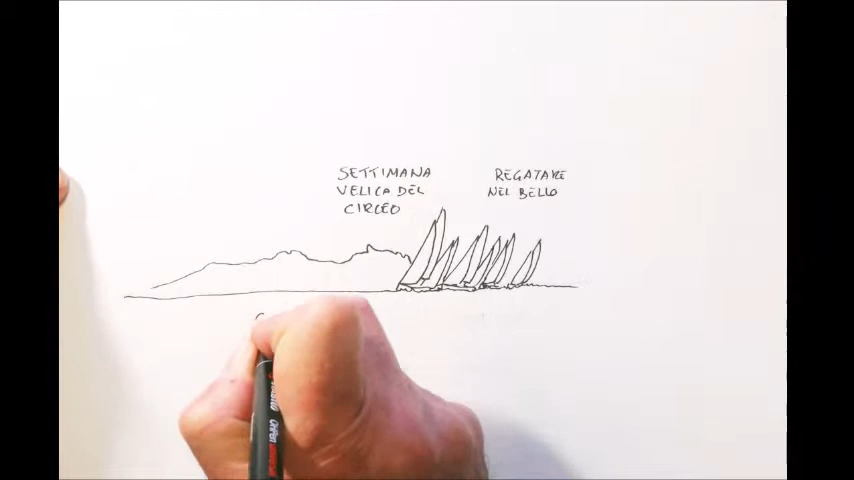 SETTIMANA
VELICA DEL
CIRCEO
REGATARE
NEL BELLO